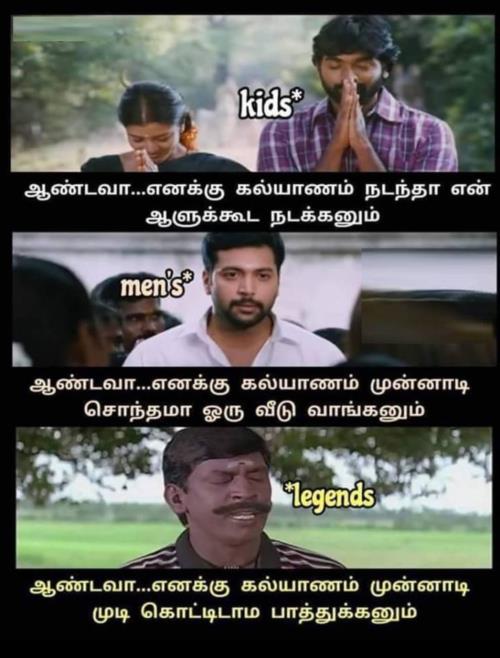 kids*
ஆண்டவா...எனக்கு கல்யாணம் நடந்தா என்
ஆளுக்கூட நடக்கனும்
men's*
ஆண்டவா...எனக்கு கல்யாணம் முன்னாடி
சொந்தமா ஒரு வீடு வாங்கனும்
*legends
ஆண்டவா...எனக்கு கல்யாணம் முன்னாடி
முடி கொட்டிடாம பாத்துக்கனும்